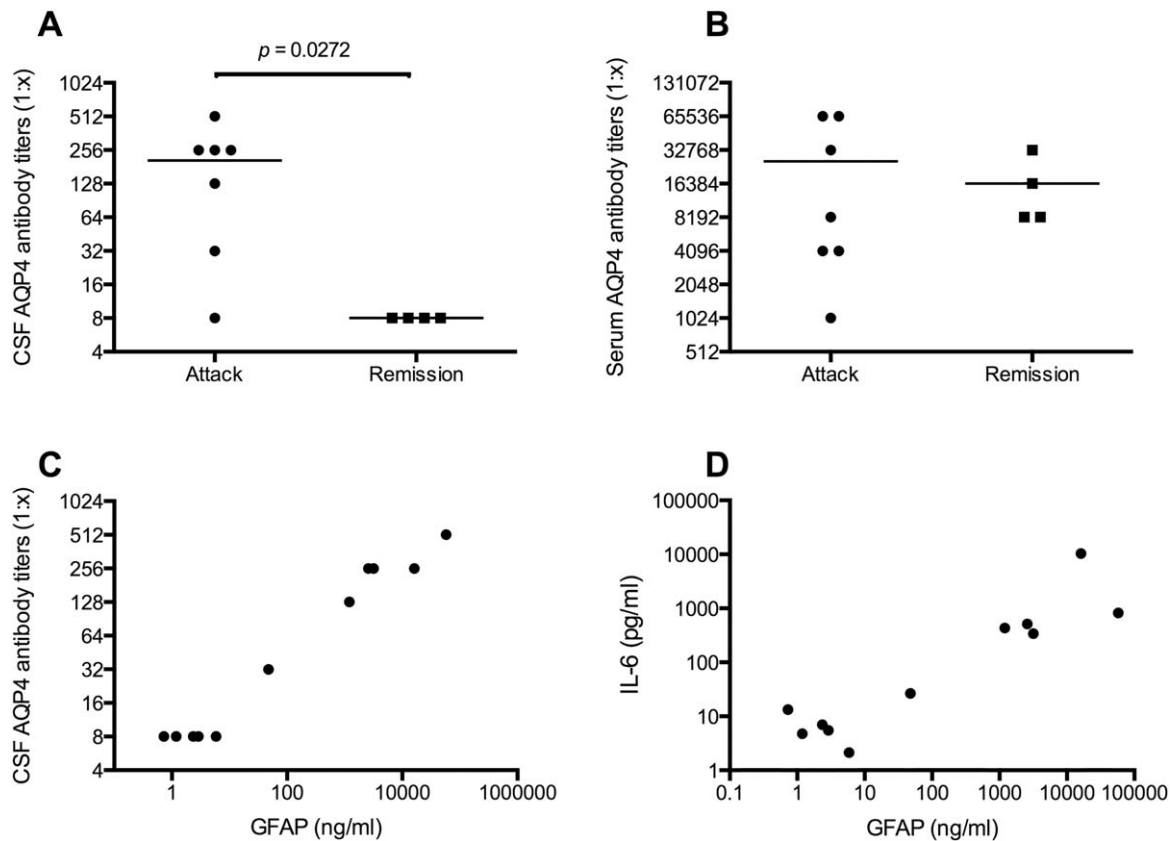 A
p = 0.0272
CSF AQP4 antibody titers (1:x)
1024
512
256
128
64
32
16
8
4
Attack
Remission
B
Serum AQP4 antibody titers (1:x)
131072
65536
32768
16384
8192
4096
2048
1024
512
Attack
Remission
C
CSF AQP4 antibody titers (1:x)
1024
512
256
128
64
32
16
8
4
1
100
10000
1000000
GFAP (ng/ml)
D
IL-6 (pg/ml)
100000
10000
1000
100
10
1
0.1
1
10
100
1000
10000
100000
GFAP (ng/ml)